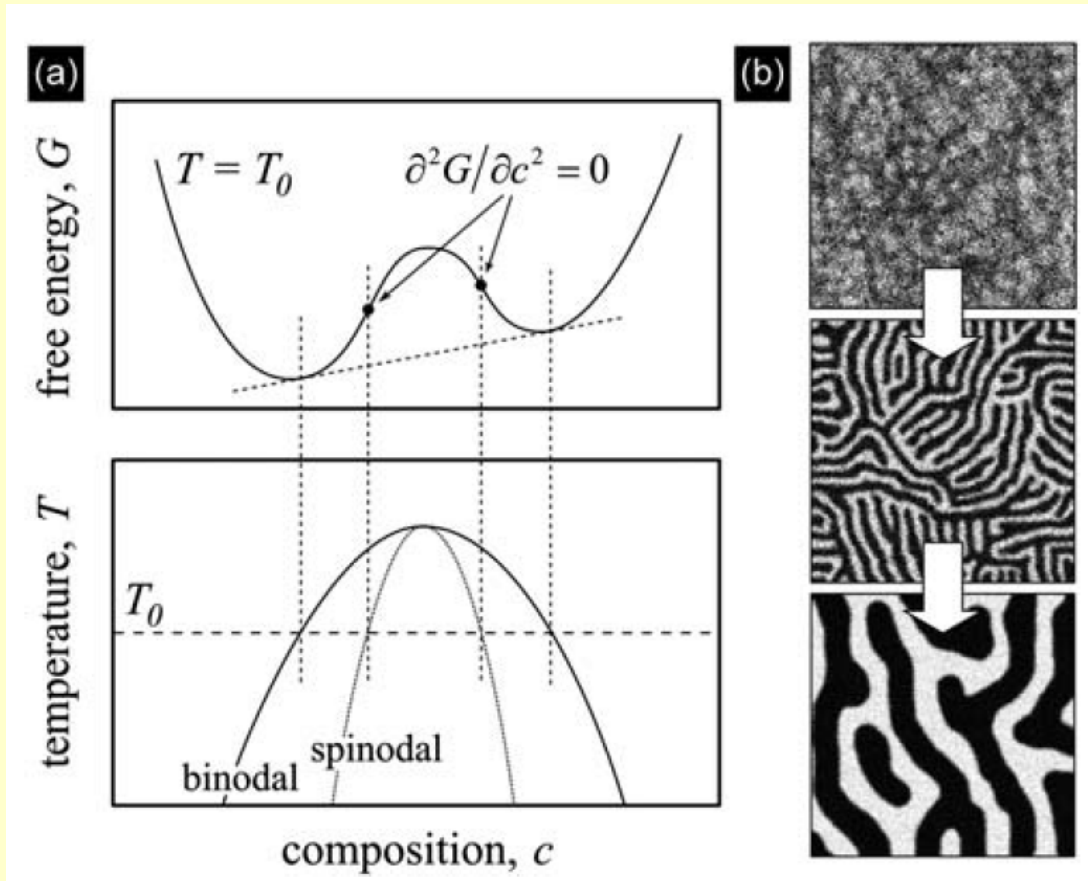 (a)
(b)
free energy, G
T = T₀
∂²G/∂c² = 0
temperature, T
T₀
spinodal
binodal
composition, c